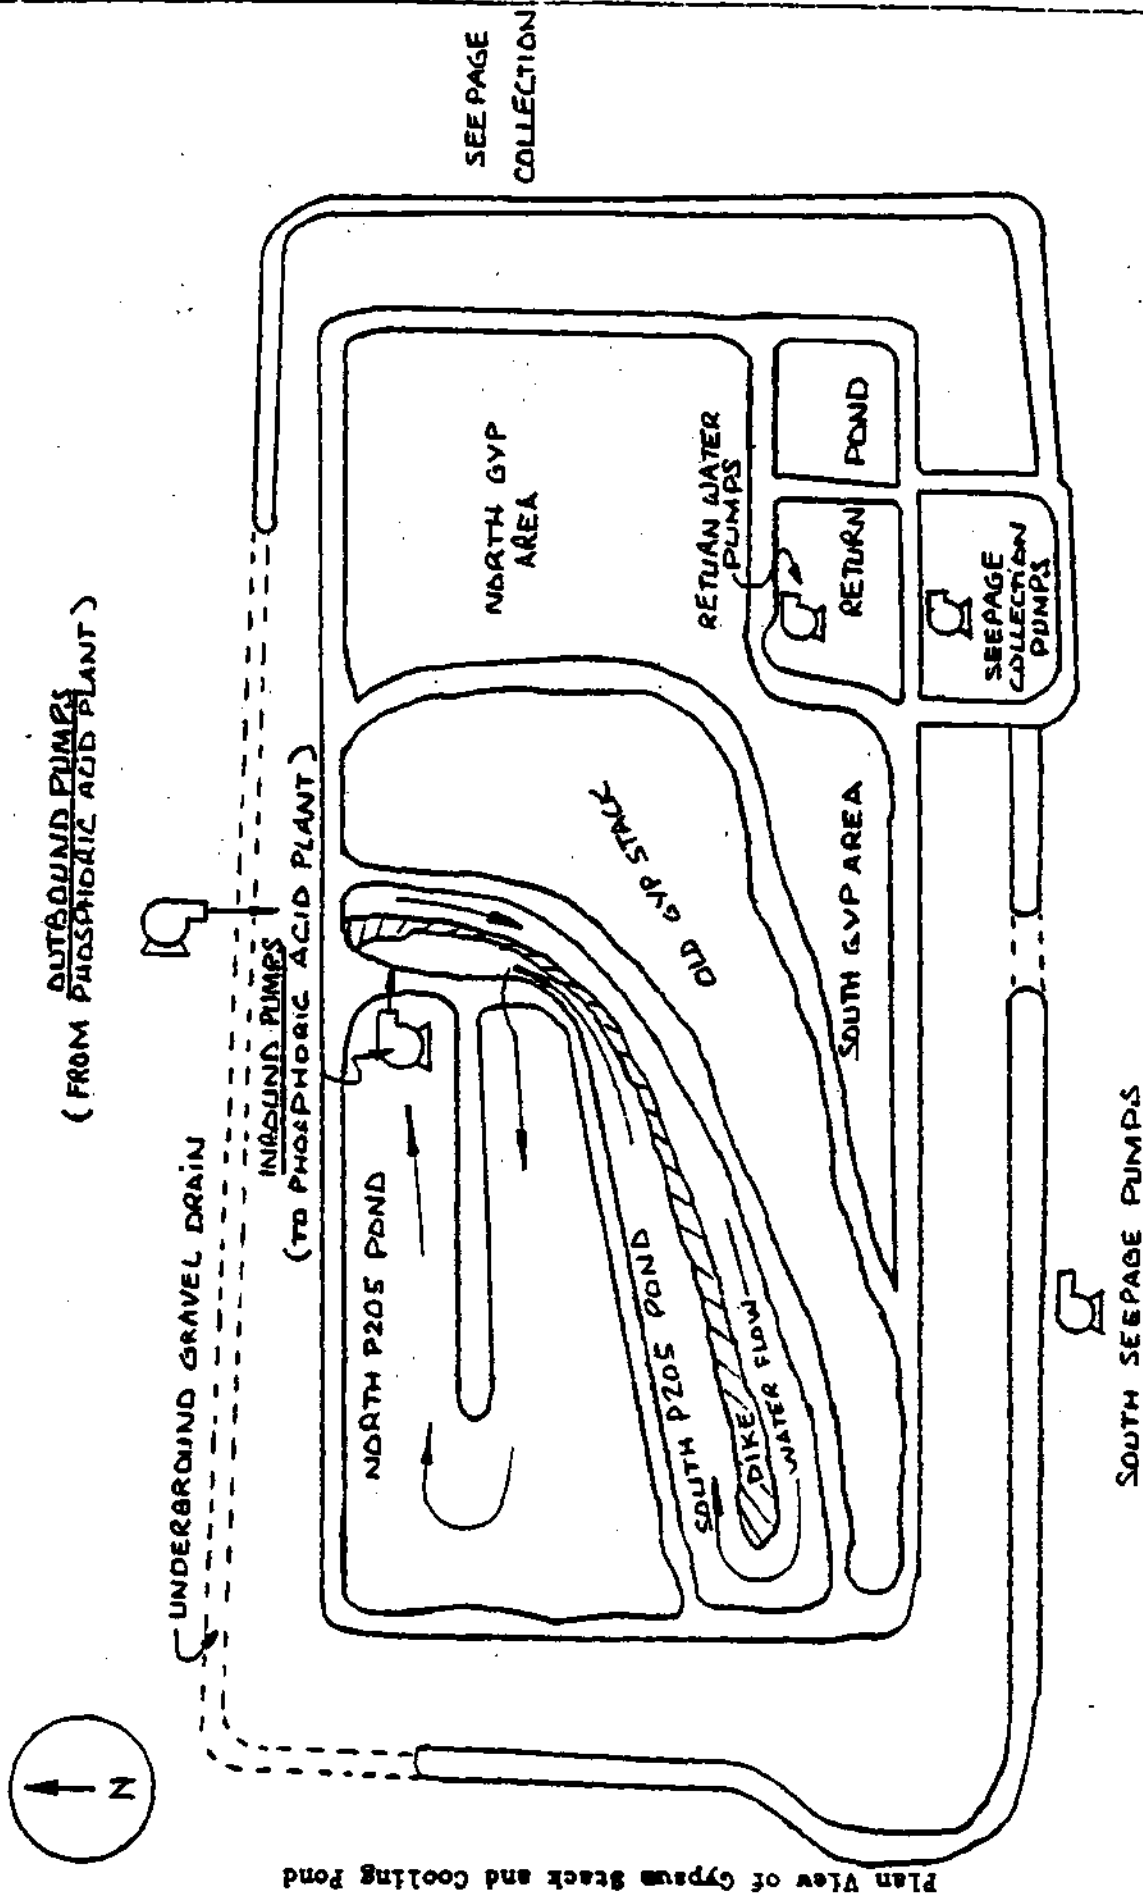 SEEPAGE
COLLECTION
OUTBOUND PUMPS
(FROM PHOSPHORIC ACID PLANT)
UNDERGROUND GRAVEL DRAIN
INBOUND PUMPS
(TO PHOSPHORIC ACID PLANT)
NORTH P205 POND
NORTH GYP
AREA
OLD GYP STACK
RETURN WATER
PUMPS
RETURN POND
SOUTH P205 POND
DIKE
WATER FLOW
SOUTH GYP AREA
SEEPAGE
COLLECTION
PUMPS
SOUTH SEEPAGE PUMPS
N
Plan View of Gypsum Stack and Cooling Pond